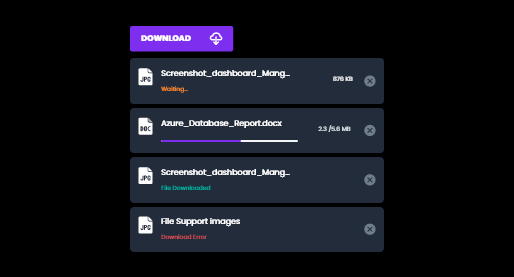 DOWNLOAD
JPG
Screenshot_dashboard_Mang...
876 KB
Waiting...
DOC
Azure_Database_Report.docx
2.3 /5.6 MB
JPG
Screenshot_dashboard_Mang...
File Downloaded
JPG
File Support images
Download Error